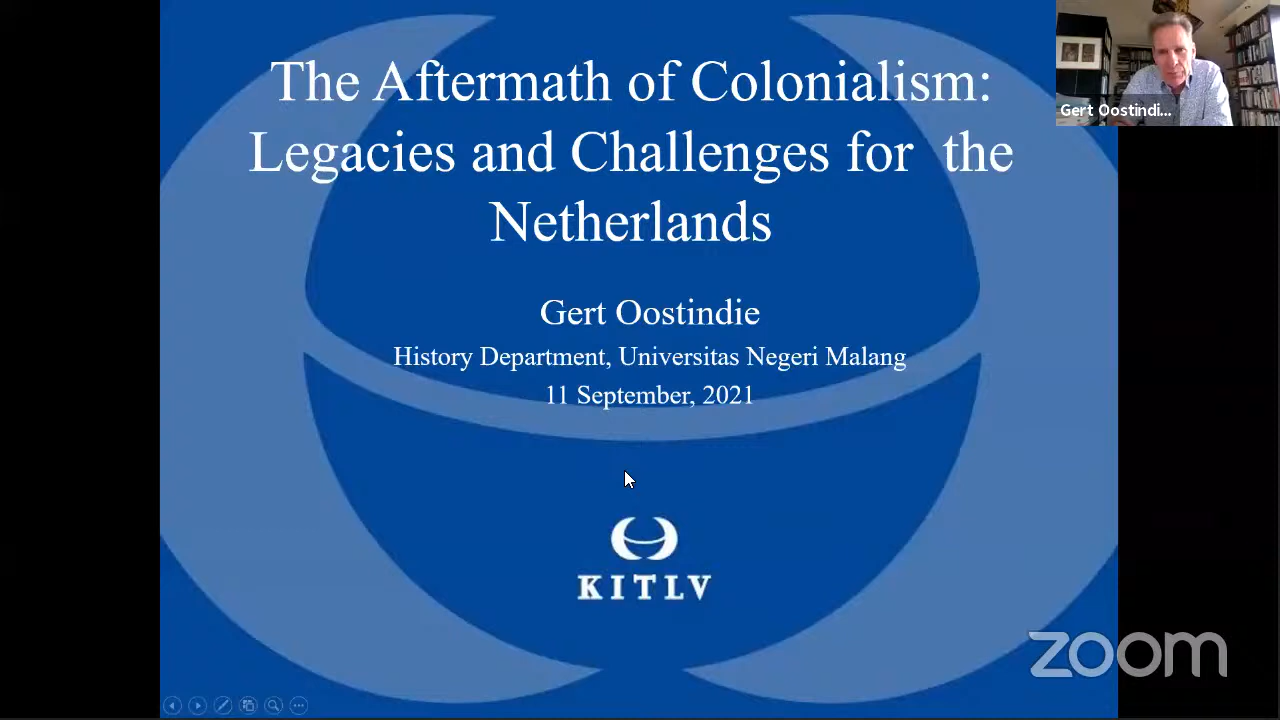 The Aftermath of Colonialism:
Legacies and Challenges for the
Netherlands
Gert Oostindie
History Department, Universitas Negeri Malang
11 September, 2021
KITLV
Gert Oostindi...
zoom